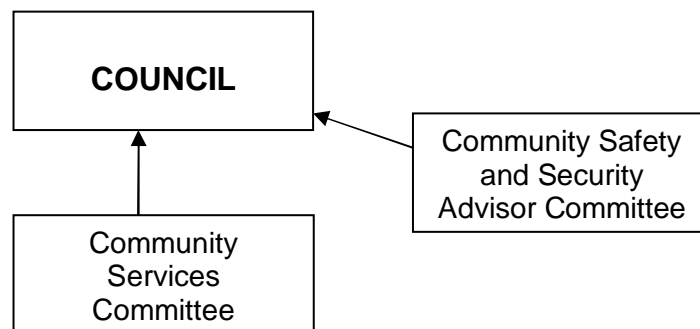 COUNCIL
Community Safety
and Security
Advisor Committee
Community
Services
Committee